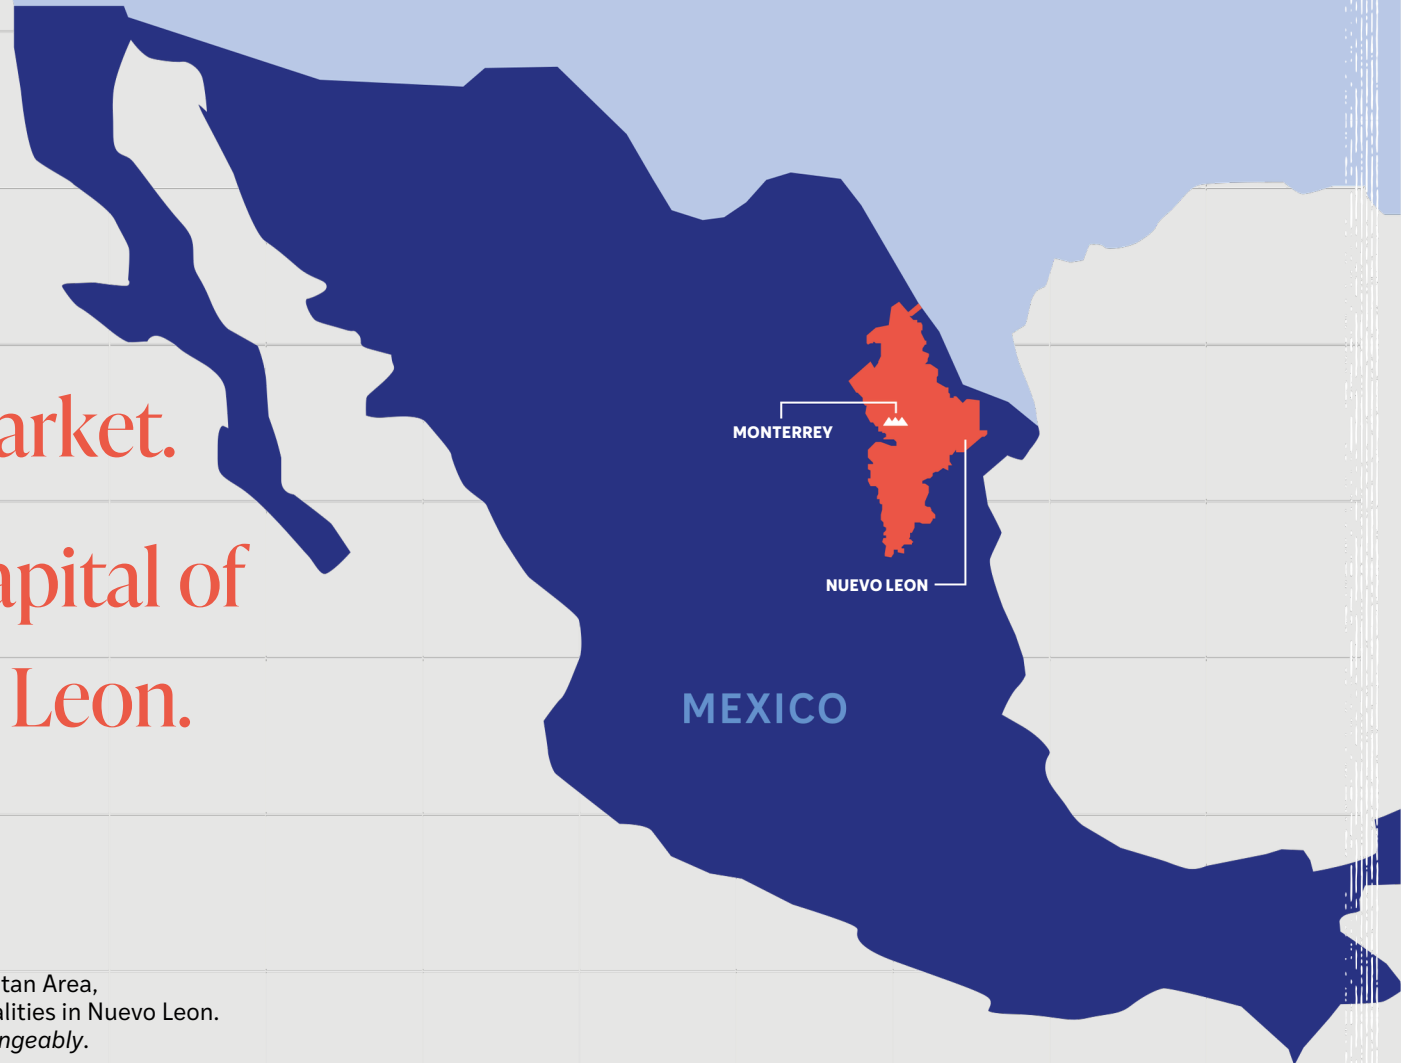 arket.
MONTERREY
apital of
NUEVO LEON
Leon.
MEXICO
tan Area,
alities in Nuevo Leon.
ngeably.